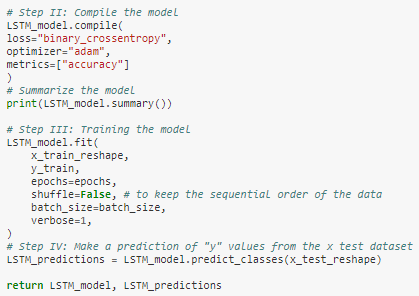 # Step II: Compile the model
LSTM_model.compile(
loss="binary_crossentropy",
optimizer="adam",
metrics=["accuracy"]
)
# Summarize the model
print(LSTM_model.summary())
# Step III: Training the model
LSTM_model.fit(
    x_train_reshape,
    y_train,
    epochs=epochs,
    shuffle=False, # to keep the sequential order of the data
    batch_size=batch_size,
    verbose=1,
)
# Step IV: Make a prediction of "y" values from the x test dataset
LSTM_predictions = LSTM_model.predict_classes(x_test_reshape)
return LSTM_model, LSTM_predictions